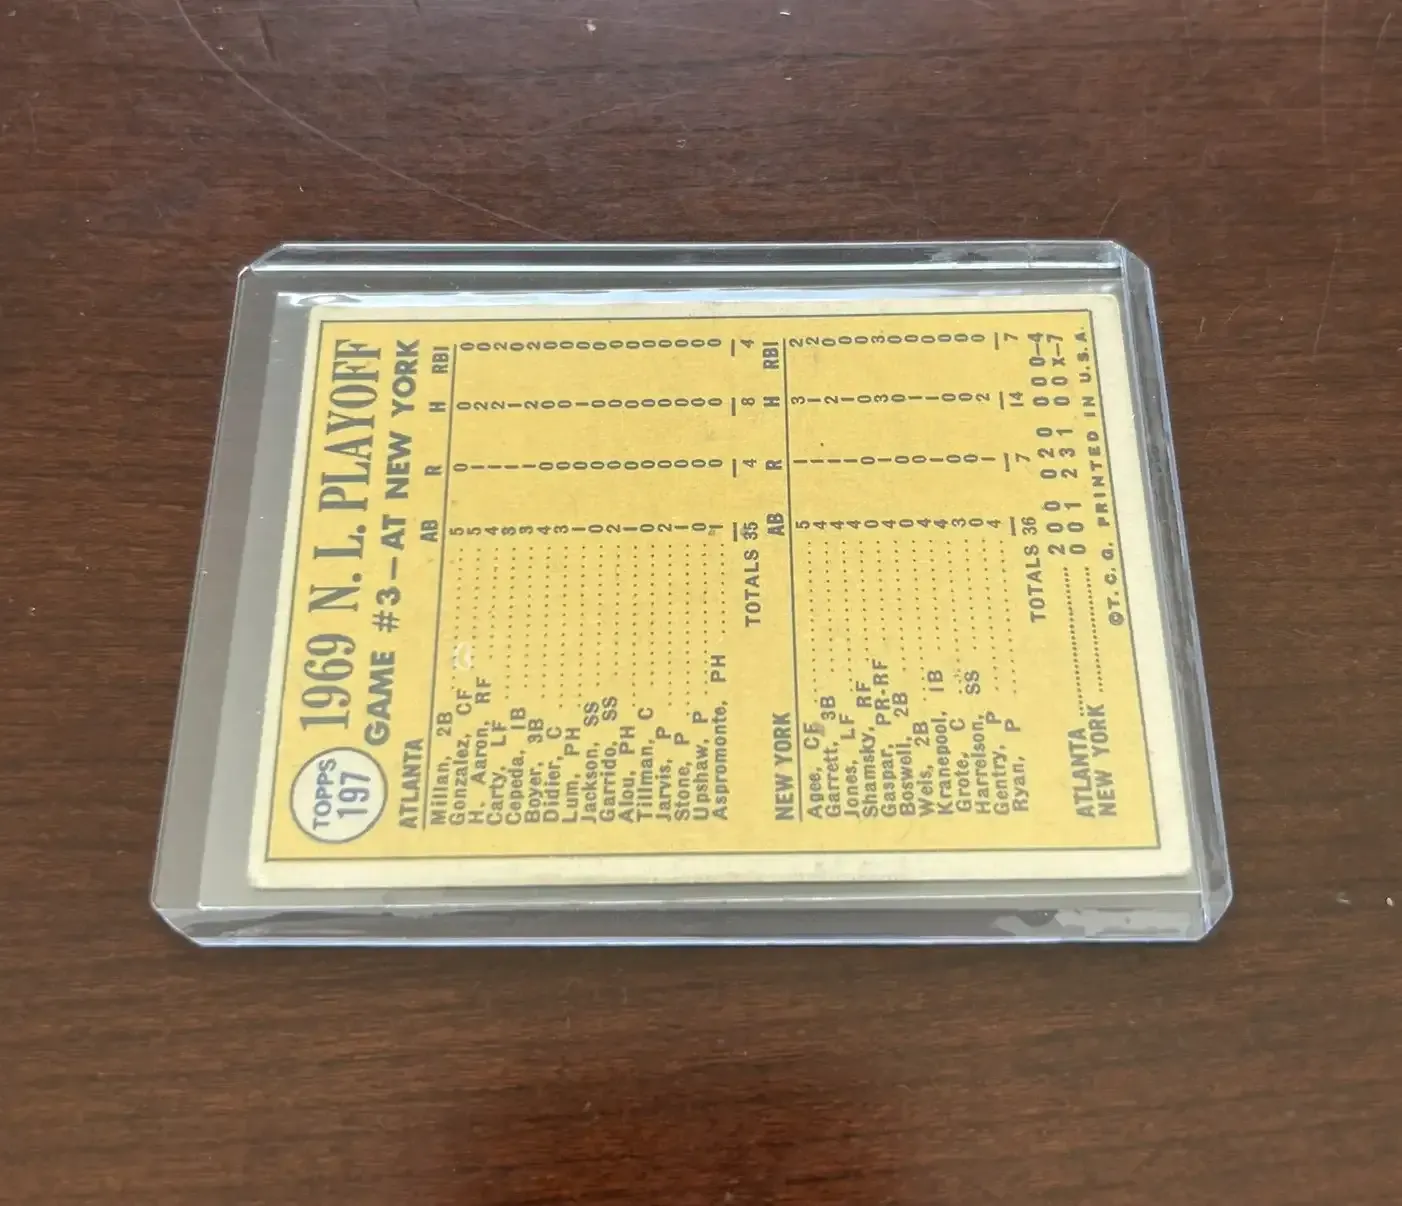 TOPPS
197
1969 N. L. PLAYOFF
GAME #3 – AT NEW YORK
ATLANTA AB R H RBI
Millan, 2B 5 0 0 0
Gonzalez, CF 5 1 2 0
H. Aaron, RF 4 1 2 2
Carty, LF 3 1 1 0
Cepeda, 1B 3 1 2 2
Boyer, 3B 4 0 0 0
Didier, C 3 0 0 0
Lum, PH 1 0 1 0
Jackson, SS 0 0 0 0
Garrido, SS 2 0 0 0
Alou, PH 1 0 0 0
Tillman, C 0 0 0 0
Jarvis, P 2 0 0 0
Stone, P 1 0 0 0
Upshaw, P 0 0 0 0
Aspromonte, PH 1 0 0 0
TOTALS 35 4 8 4
NEW YORK AB R H RBI
Agee, CF 5 1 3 2
Garrett, 3B 4 1 1 2
Jones, LF 4 1 2 0
Shamsky, RF 4 1 1 0
Gaspar, PR-RF 0 0 0 0
Boswell, 2B 4 1 3 3
Weis, 2B 0 0 0 0
Kranepool, 1B 4 0 1 0
Grote, C 4 1 1 0
Harrelson, SS 3 0 0 0
Gentry, P 0 0 0 0
Ryan, P 4 1 2 0
TOTALS 36 7 14 7
ATLANTA 200 020 000-4
NEW YORK 001 231 00X-7
©T. C. G. PRINTED IN U.S.A.